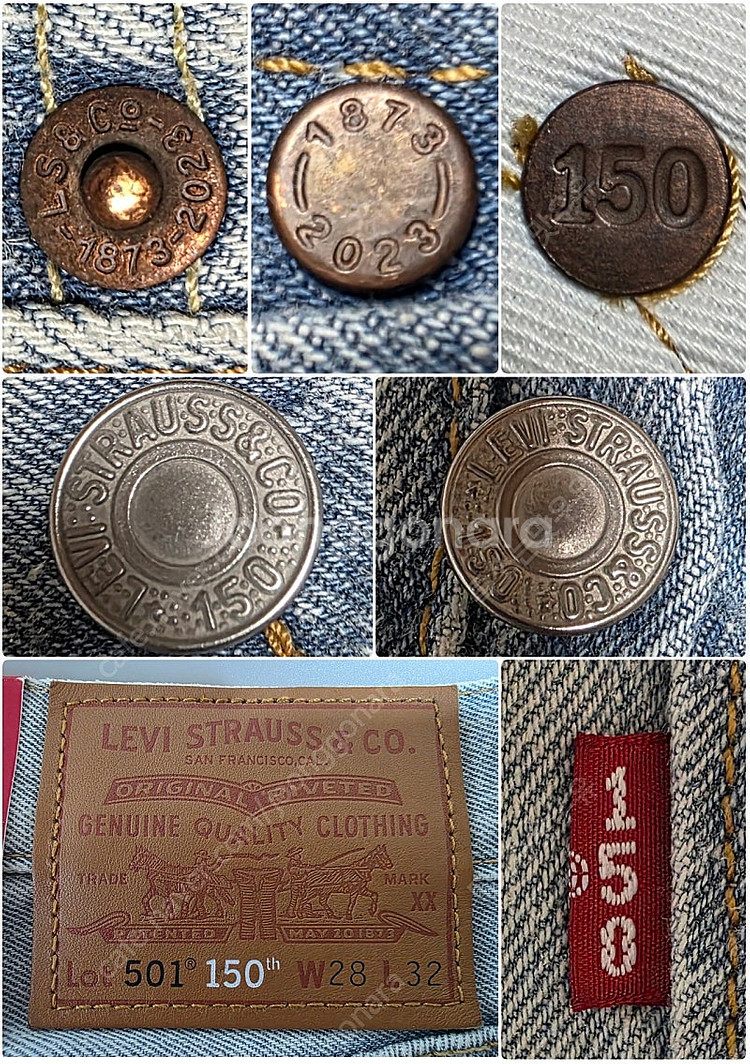 LS&Cº-
-1873-2023
1873
2023
150
LEVI STRAUSS&CO
150
LEVI STRAUSS
&CO 150
LEVI STRAUSS & CO.
SAN FRANCISCO, CAL.
ORIGINAL RIVETED
GENUINE QUALITY CLOTHING
TRADE MARK
XX
PATENTED MAY 20 1873
Lot 501® 150th W28 L32
150
®